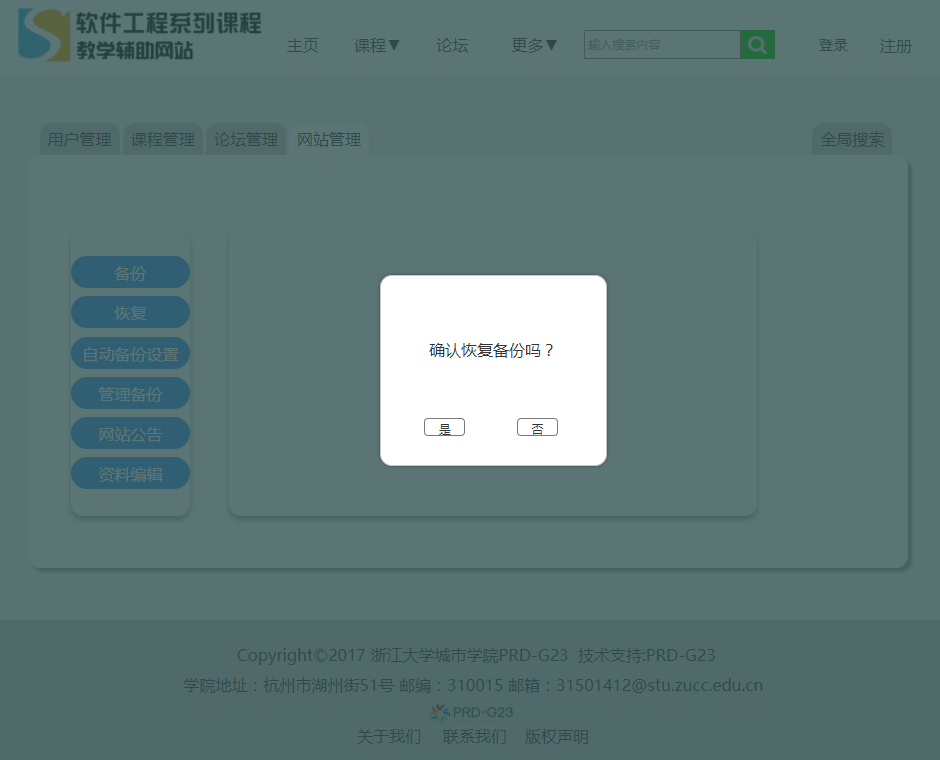 软件工程系列课程
教学辅助网站
主页 课程▼ 论坛 更多▼ 输入搜索内容 登录 注册
用户管理 课程管理 论坛管理 网站管理 全局搜索
备份
恢复
自动备份设置
管理备份
网站公告
资料编辑
确认恢复备份吗？
是 否
Copyright©2017 浙江大学城市学院PRD-G23 技术支持:PRD-G23
学院地址：杭州市湖州街51号 邮编：310015 邮箱：31501412@stu.zucc.edu.cn
PRD-G23
关于我们 联系我们 版权声明